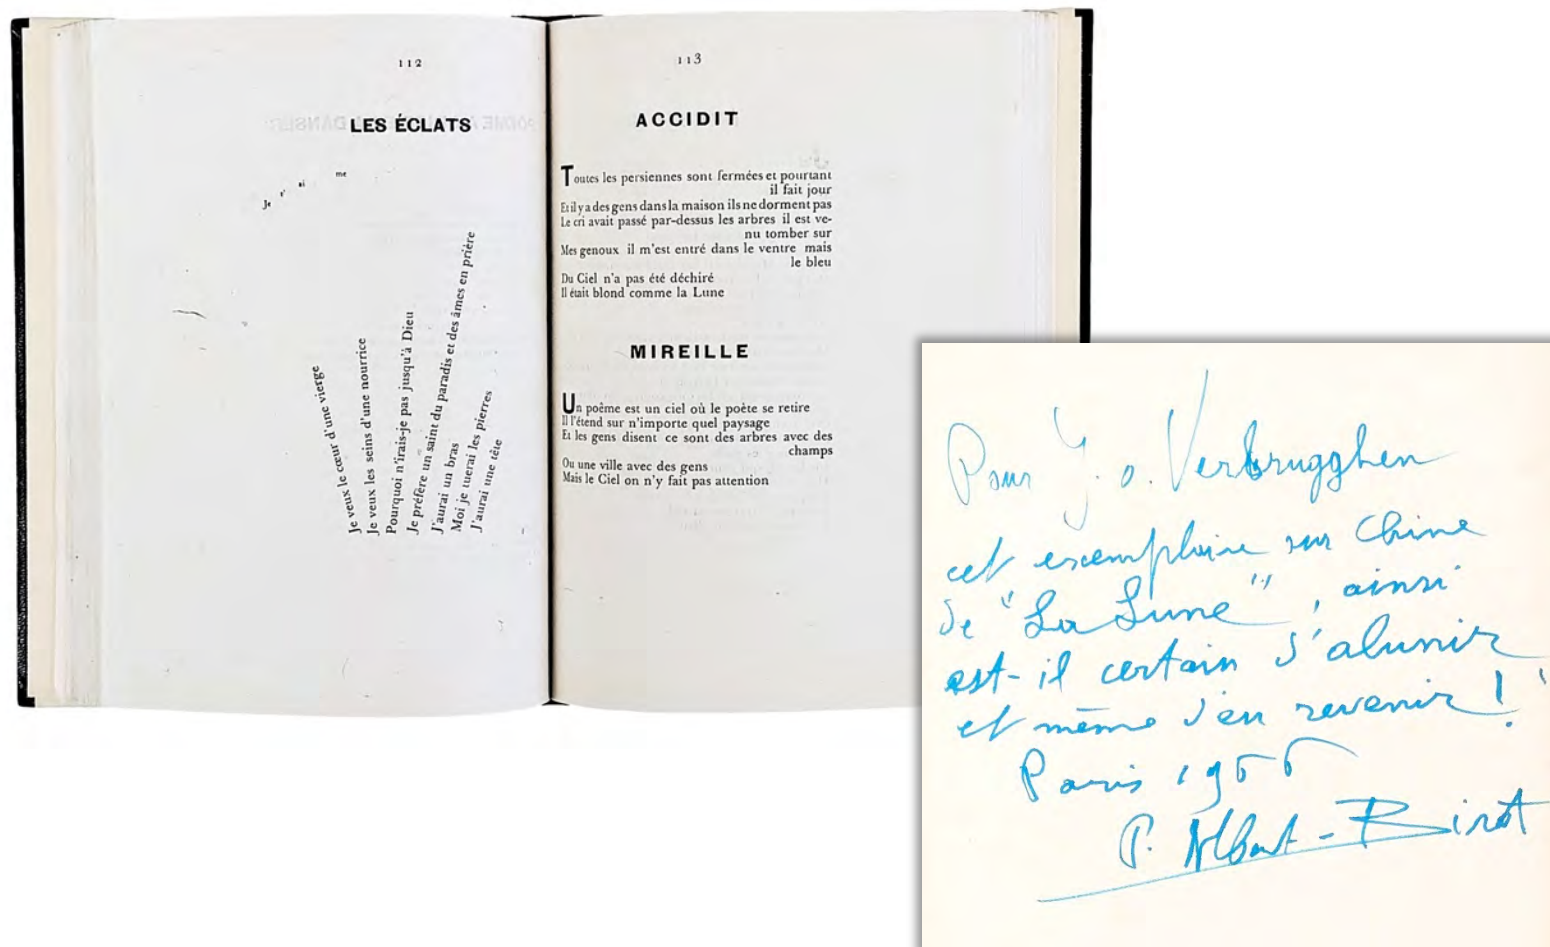 112
LES ÉCLATS
Je t' ai me
Je veux le cœur d'une vierge
Je veux les seins d'une nourrice
Pourquoi n'irais-je pas jusqu'à Dieu
Je préfère un saint du paradis et des âmes en prière
J'aurai un bras
Moi je tuerai les pierres
J'aurai une tête
113
ACCIDIT
Toutes les persiennes sont fermées et pourtant
il fait jour
Et il y a des gens dans la maison ils ne dorment pas
Le cri avait passé par-dessus les arbres il est ve-
nu tomber sur
Mes genoux il m'est entré dans le ventre mais
le bleu
Du Ciel n'a pas été déchiré
Il était blond comme la Lune
MIREILLE
Un poème est un ciel où le poète se retire
Il l'étend sur n'importe quel paysage
Et les gens disent ce sont des arbres avec des
champs
Ou une ville avec des gens
Mais le Ciel on n'y fait pas attention
Pour J. o. Verbrugghen
cet exemplaire sur Chine
de "La Lune", ainsi
est-il certain d'alunir
et même d'en revenir!
Paris 1966
P. Albert-Birot